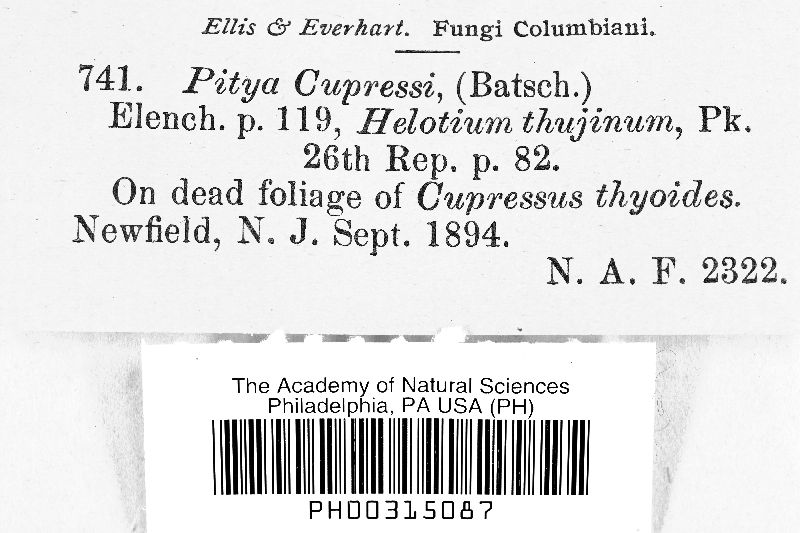 Ellis & Everhart. Fungi Columbiani.
741. Pitya Cupressi, (Batsch.)
Elench. p. 119, Helotium thujinum, Pk.
26th Rep. p. 82.
On dead foliage of Cupressus thyoides.
Newfield, N. J. Sept. 1894.
N. A. F. 2322.
The Academy of Natural Sciences
Philadelphia, PA USA (PH)
PH00315087